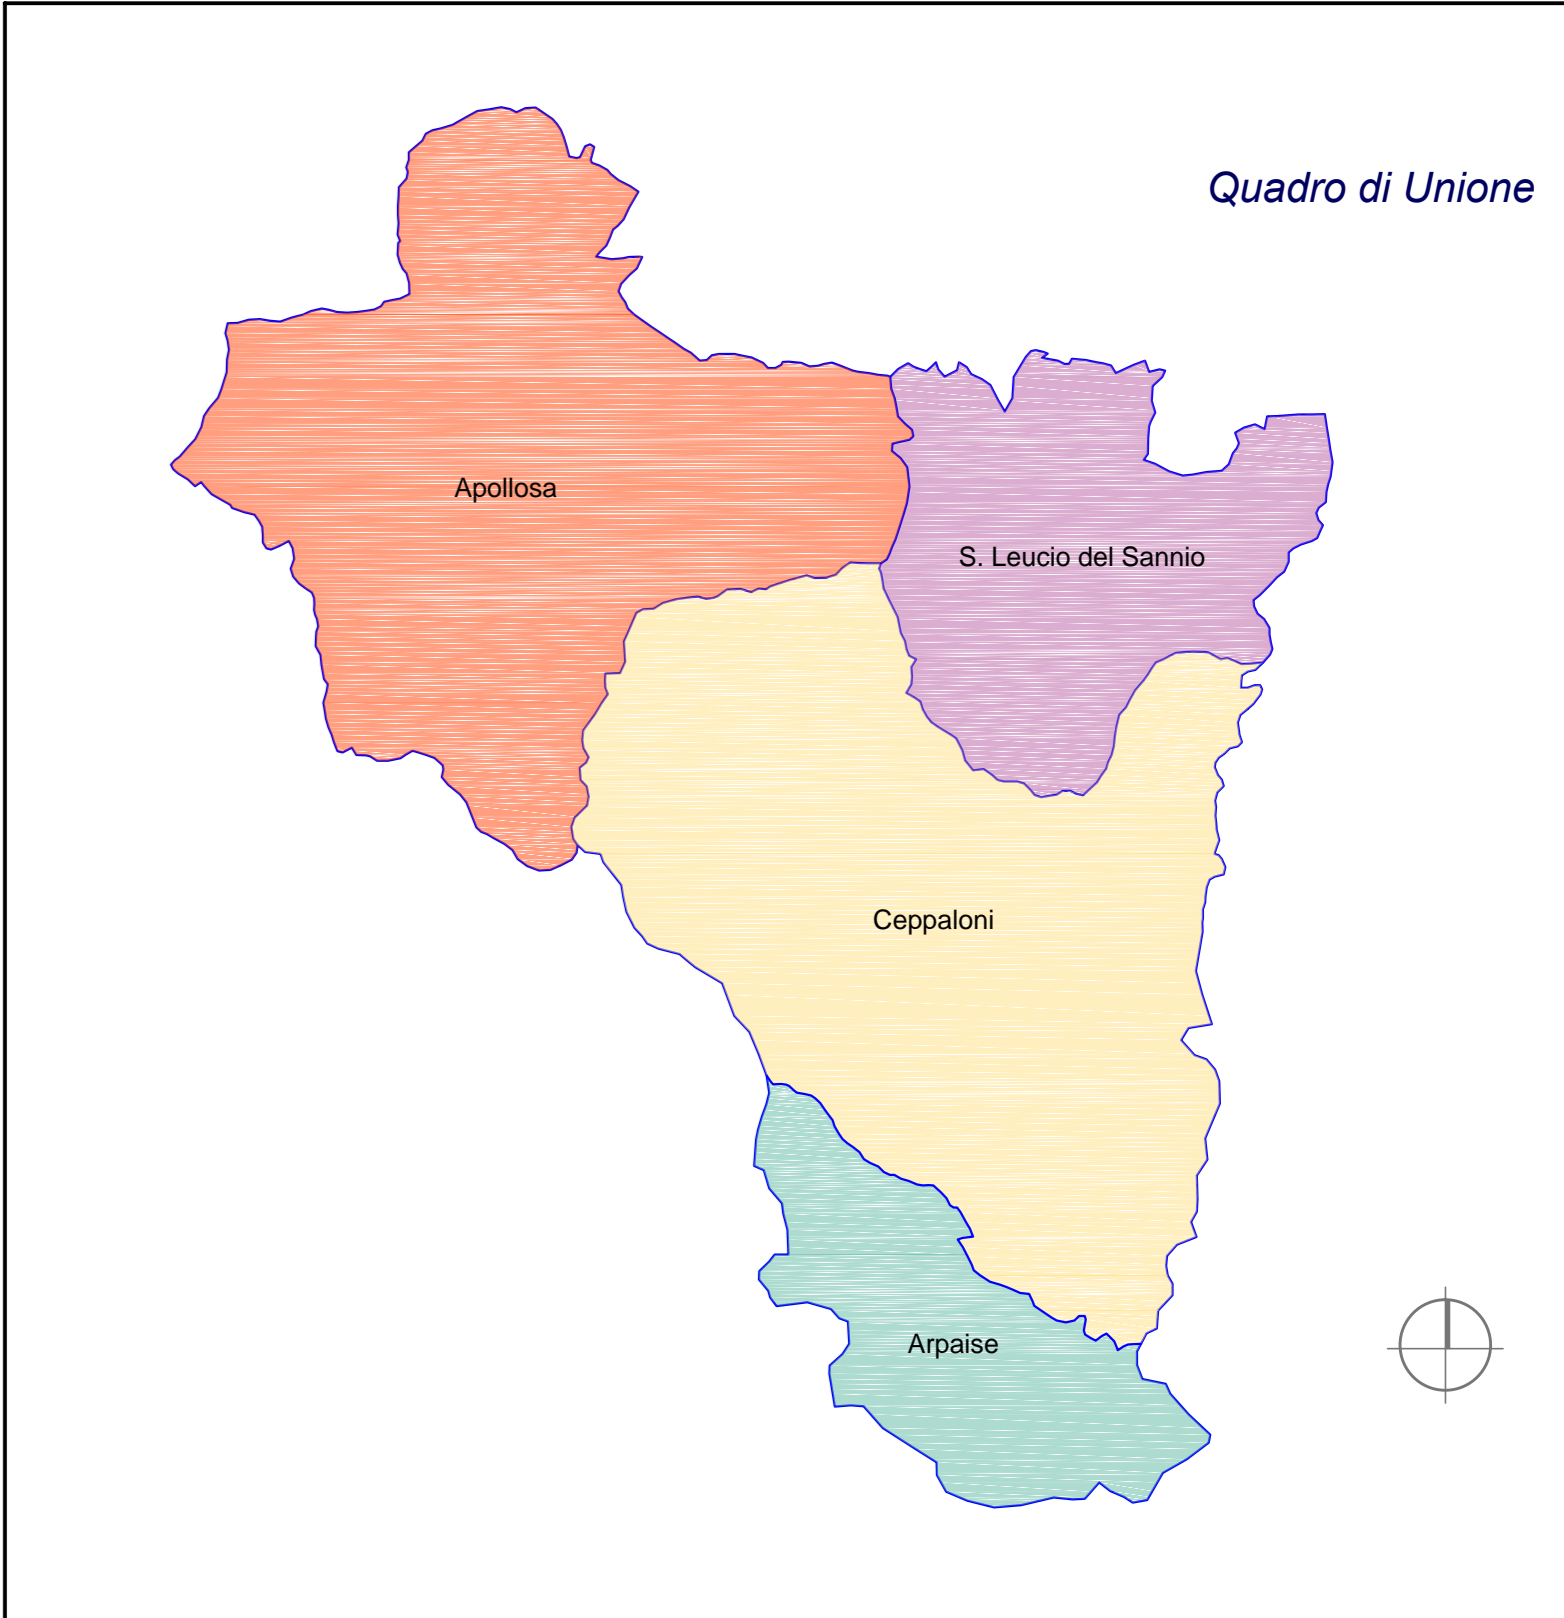 Quadro di Unione
Apollosa
S. Leucio del Sannio
Ceppaloni
Arpaise